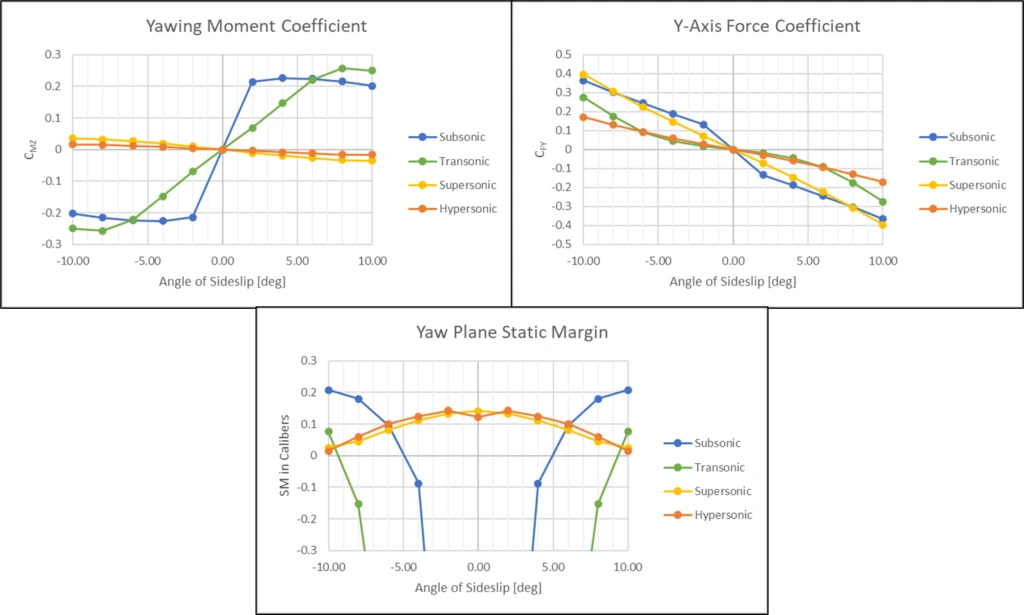 Yawing Moment Coefficient
0.3
0.2
0.1
0
-0.1
-0.2
-0.3
C_MZ
-10.00 -5.00 0.00 5.00 10.00
Angle of Sideslip [deg]
Subsonic
Transonic
Supersonic
Hypersonic
Y-Axis Force Coefficient
0.5
0.4
0.3
0.2
0.1
0
-0.1
-0.2
-0.3
-0.4
-0.5
C_FY
-10.00 -5.00 0.00 5.00 10.00
Angle of Sideslip [deg]
Subsonic
Transonic
Supersonic
Hypersonic
Yaw Plane Static Margin
0.3
0.2
0.1
0
-0.1
-0.2
-0.3
SM in Calibers
-10.00 -5.00 0.00 5.00 10.00
Angle of Sideslip [deg]
Subsonic
Transonic
Supersonic
Hypersonic